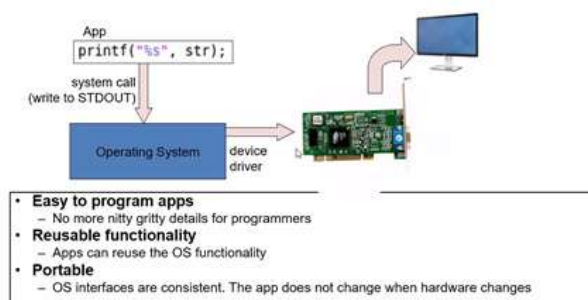 App
printf("%s", str);
system call
(write to STDOUT)
Operating System
device
driver
• Easy to program apps
– No more nitty gritty details for programmers
• Reusable functionality
– Apps can reuse the OS functionality
• Portable
– OS interfaces are consistent. The app does not change when hardware changes